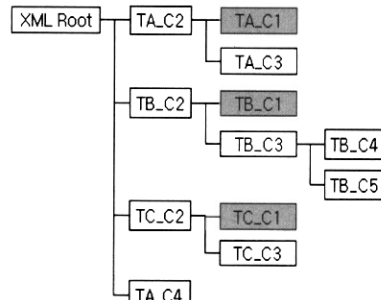 XML Root TA_C2 TA_C1
TA_C3
TB_C2 TB_C1
TB_C3 TB_C4
TB_C5
TC_C2 TC_C1
TC_C3
TA_C4